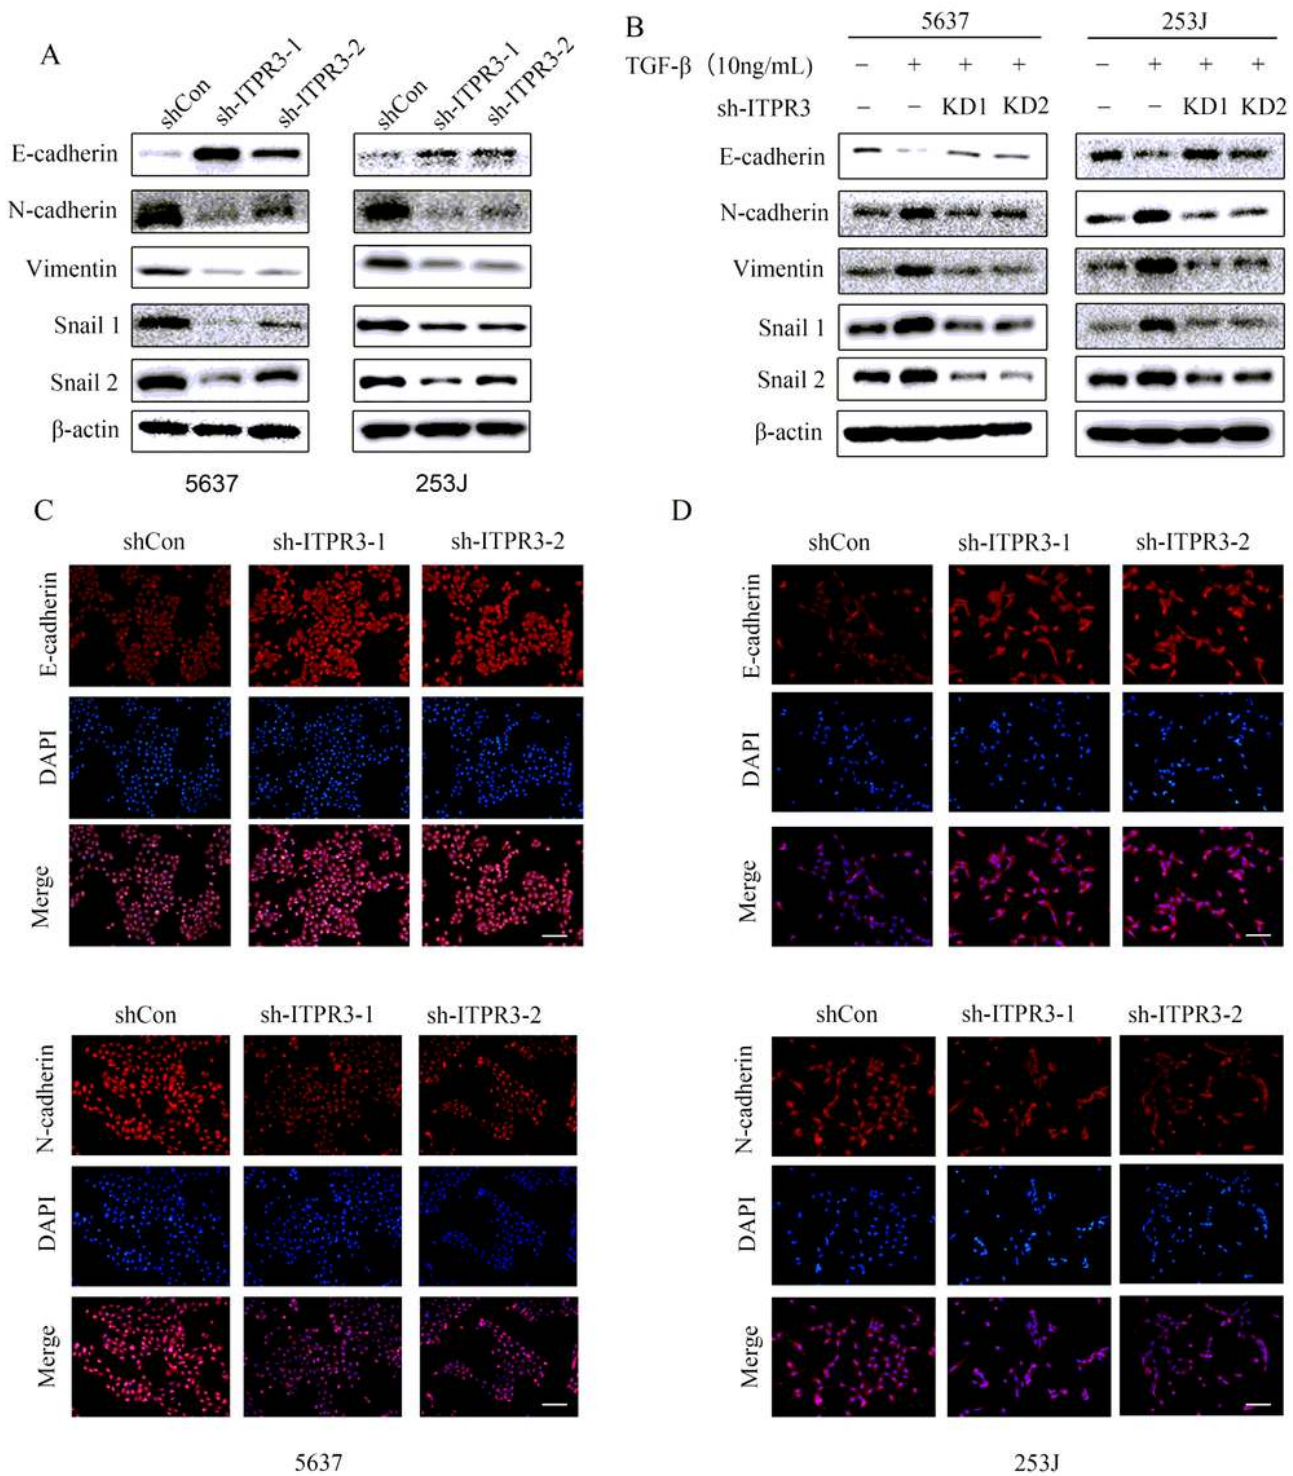 A
shCon sh-ITPR3-1 sh-ITPR3-2 shCon sh-ITPR3-1 sh-ITPR3-2
E-cadherin
N-cadherin
Vimentin
Snail 1
Snail 2
β-actin
5637 253J
B
5637 253J
TGF-β (10ng/mL) − + + + − + + +
sh-ITPR3 − − KD1 KD2 − − KD1 KD2
E-cadherin
N-cadherin
Vimentin
Snail 1
Snail 2
β-actin
C
shCon sh-ITPR3-1 sh-ITPR3-2
E-cadherin
DAPI
Merge
shCon sh-ITPR3-1 sh-ITPR3-2
N-cadherin
DAPI
Merge
5637
D
shCon sh-ITPR3-1 sh-ITPR3-2
E-cadherin
DAPI
Merge
shCon sh-ITPR3-1 sh-ITPR3-2
N-cadherin
DAPI
Merge
253J